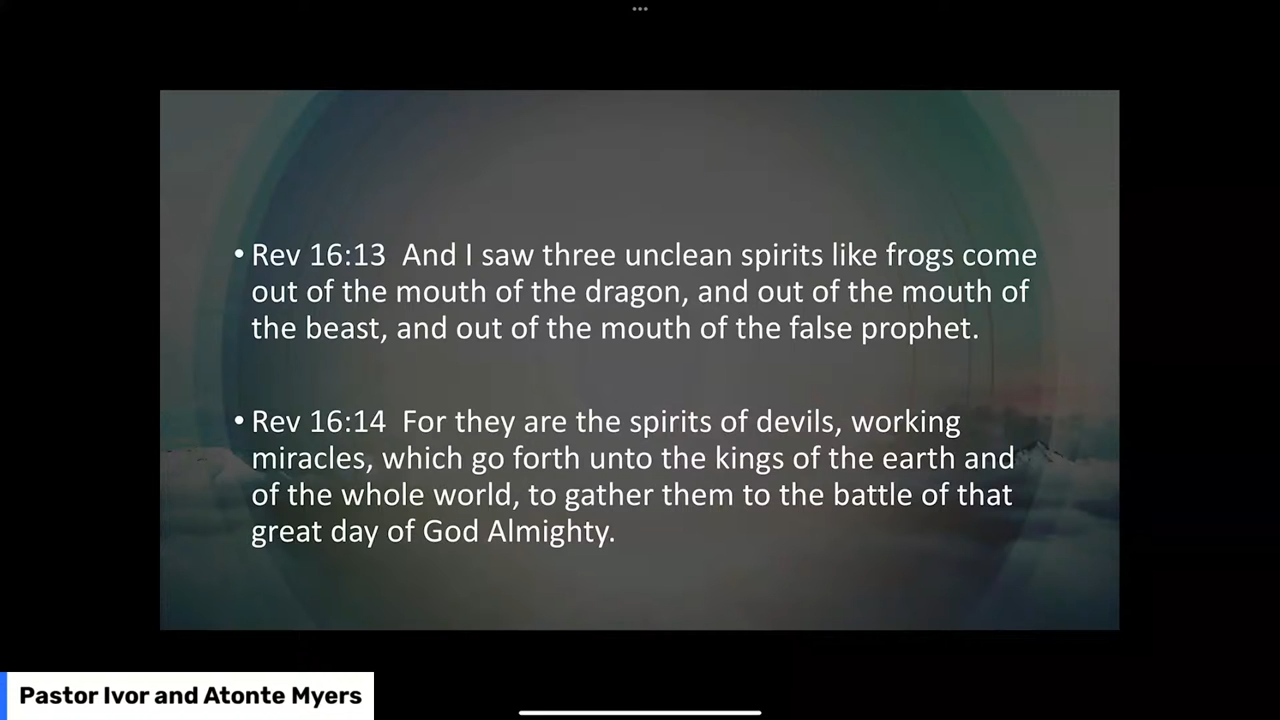 • Rev 16:13  And I saw three unclean spirits like frogs come
out of the mouth of the dragon, and out of the mouth of
the beast, and out of the mouth of the false prophet.
• Rev 16:14  For they are the spirits of devils, working
miracles, which go forth unto the kings of the earth and
of the whole world, to gather them to the battle of that
great day of God Almighty.
Pastor Ivor and Atonte Myers